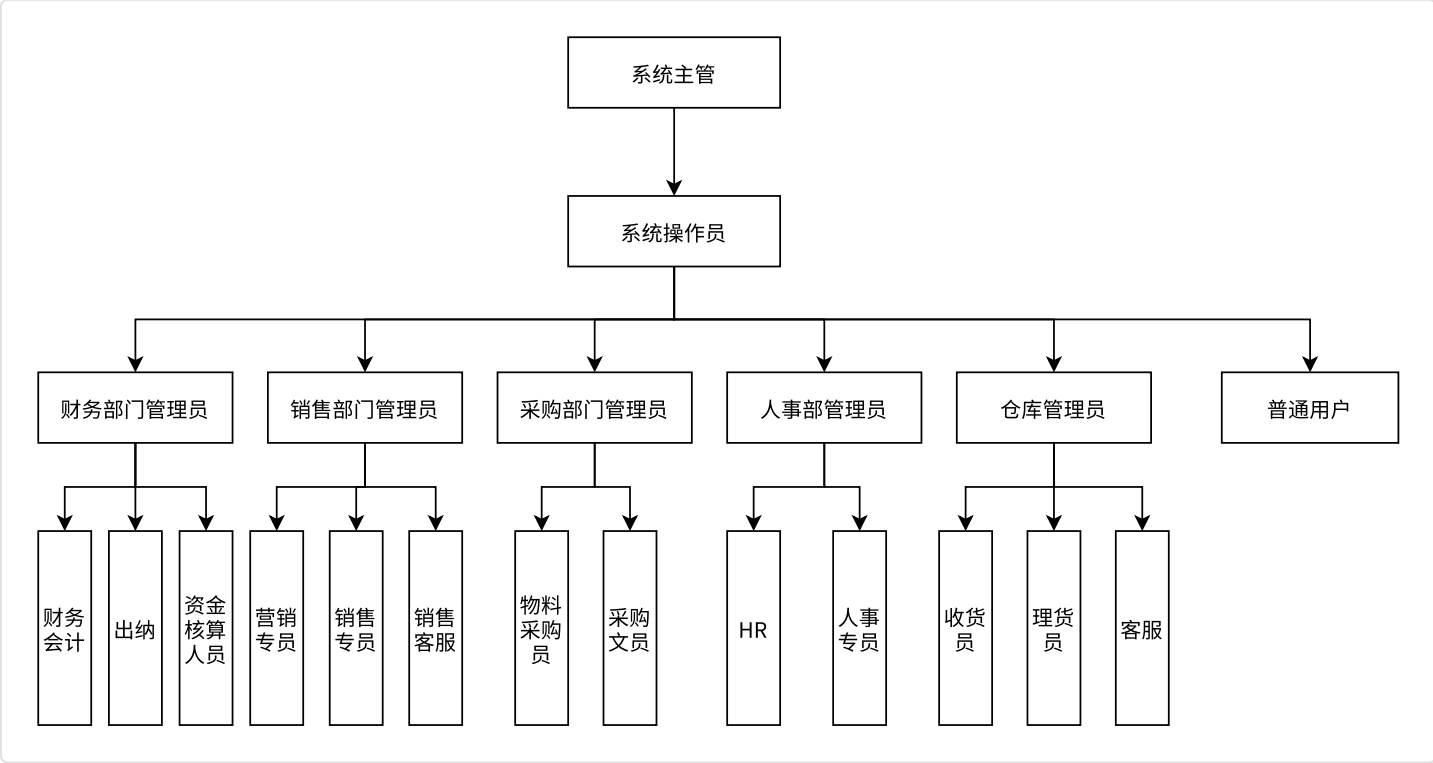 系统主管
系统操作员
财务部门管理员
销售部门管理员
采购部门管理员
人事部管理员
仓库管理员
普通用户
财务
会计
出纳
资金
核算
人员
营销
专员
销售
专员
销售
客服
物料
采购
员
采购
文员
HR
人事
专员
收货
员
理货
员
客服